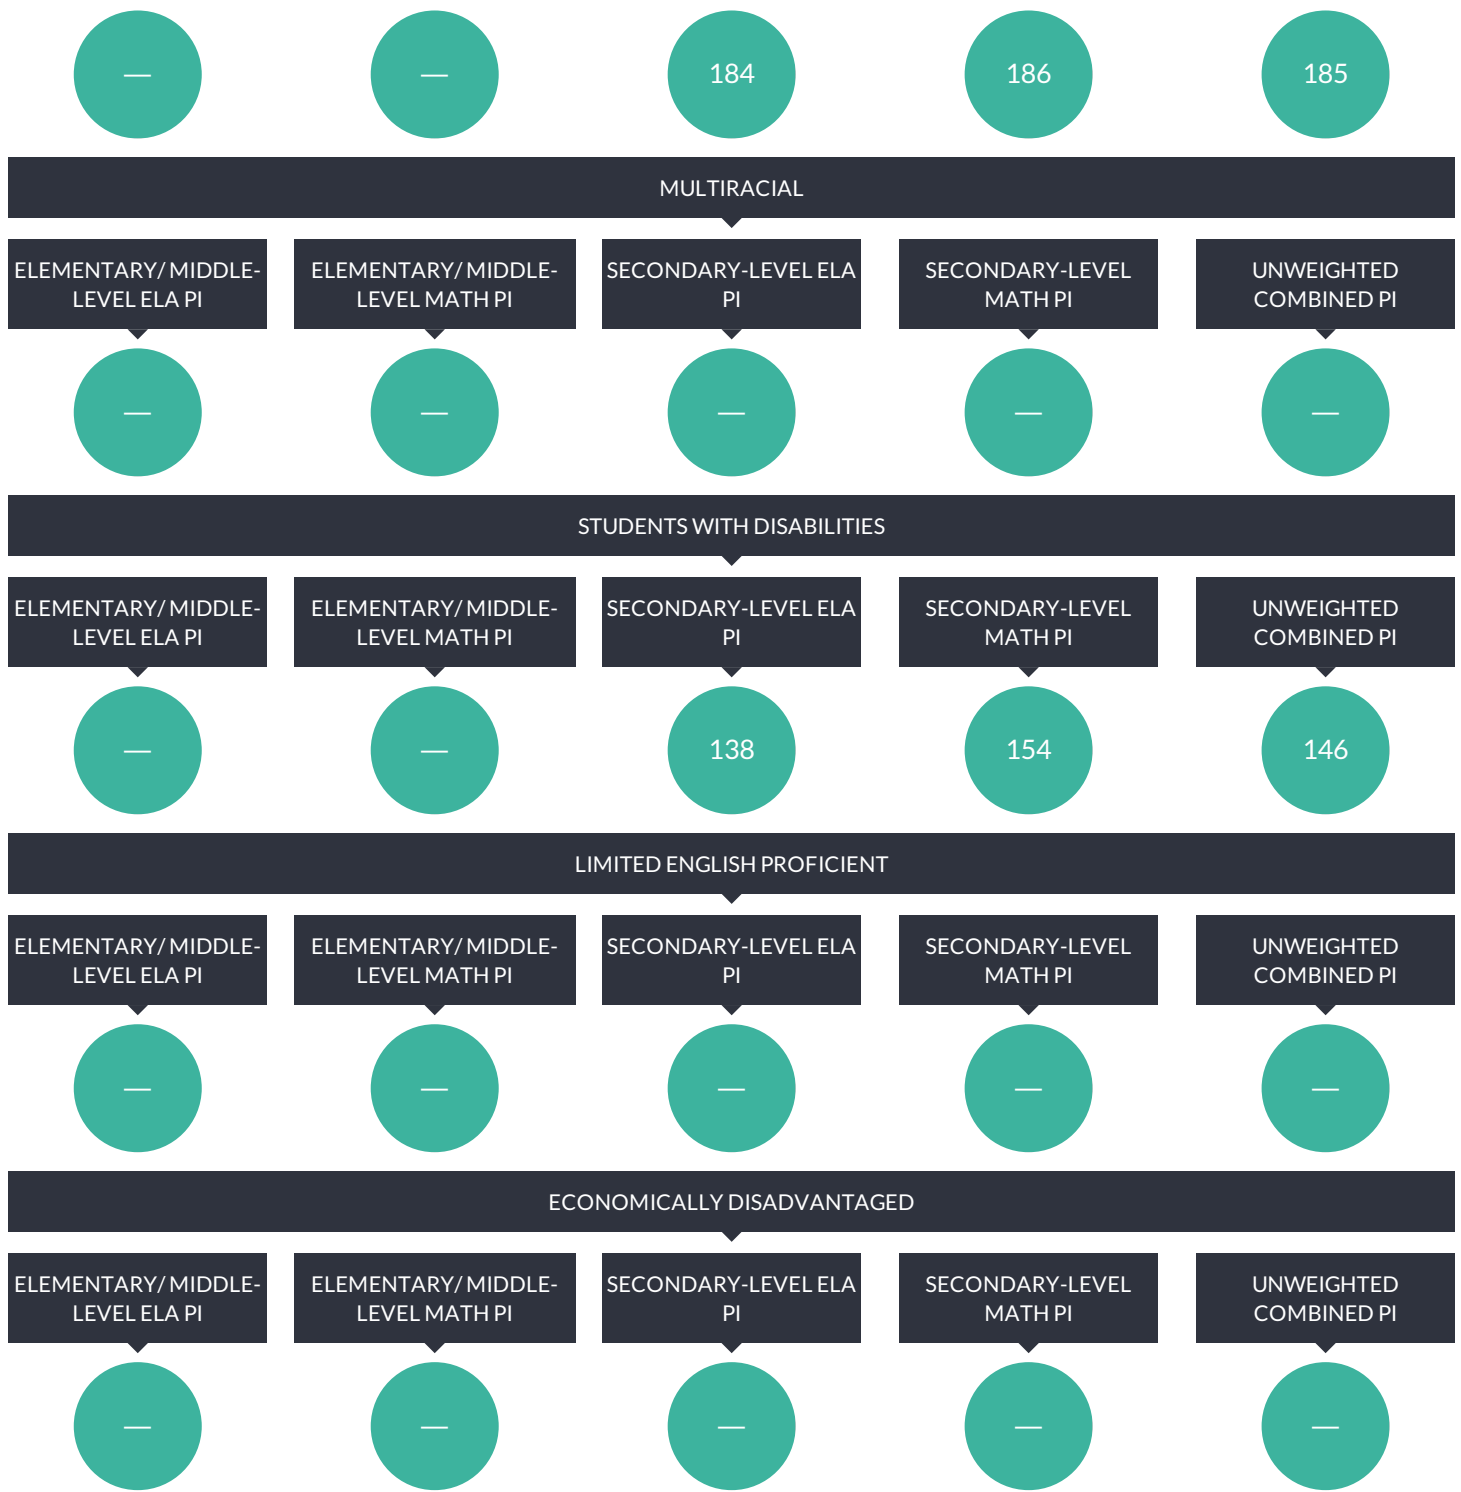 — — 184 186 185
MULTIRACIAL
ELEMENTARY/ MIDDLE-
LEVEL ELA PI
ELEMENTARY/ MIDDLE-
LEVEL MATH PI
SECONDARY-LEVEL ELA
PI
SECONDARY-LEVEL
MATH PI
UNWEIGHTED
COMBINED PI
— — — — —
STUDENTS WITH DISABILITIES
ELEMENTARY/ MIDDLE-
LEVEL ELA PI
ELEMENTARY/ MIDDLE-
LEVEL MATH PI
SECONDARY-LEVEL ELA
PI
SECONDARY-LEVEL
MATH PI
UNWEIGHTED
COMBINED PI
— — 138 154 146
LIMITED ENGLISH PROFICIENT
ELEMENTARY/ MIDDLE-
LEVEL ELA PI
ELEMENTARY/ MIDDLE-
LEVEL MATH PI
SECONDARY-LEVEL ELA
PI
SECONDARY-LEVEL
MATH PI
UNWEIGHTED
COMBINED PI
— — — — —
ECONOMICALLY DISADVANTAGED
ELEMENTARY/ MIDDLE-
LEVEL ELA PI
ELEMENTARY/ MIDDLE-
LEVEL MATH PI
SECONDARY-LEVEL ELA
PI
SECONDARY-LEVEL
MATH PI
UNWEIGHTED
COMBINED PI
— — — — —